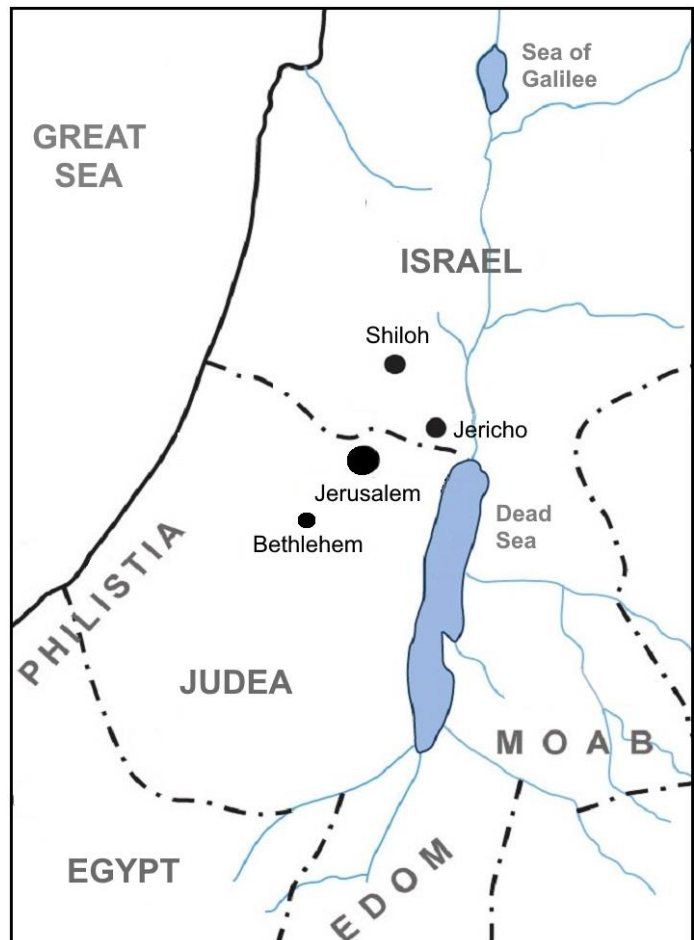 Sea of
Galilee
GREAT
SEA
ISRAEL
Shiloh
Jericho
Jerusalem
Dead
Sea
Bethlehem
PHILISTIA
JUDEA
MOAB
EGYPT
EDOM